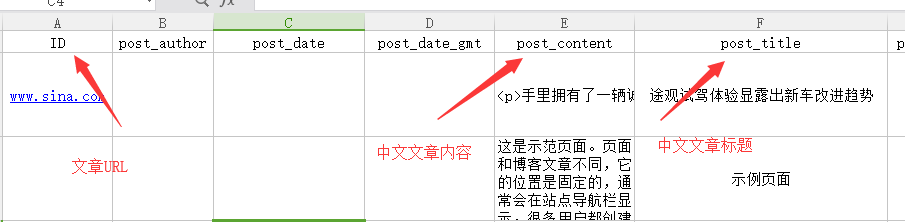 C4
fx
A B C D E F
ID post_author post_date post_date_gmt post_content post_title p
www.sina.com <p>手里拥有了一辆 途观试驾体验显露出新车改进趋势
文章URL
中文文章内容
中文文章标题
这是示范页面。页面
和博客文章不同，它
的位置是固定的，通
常会在站点导航栏显
示。很多用户都创建
示例页面